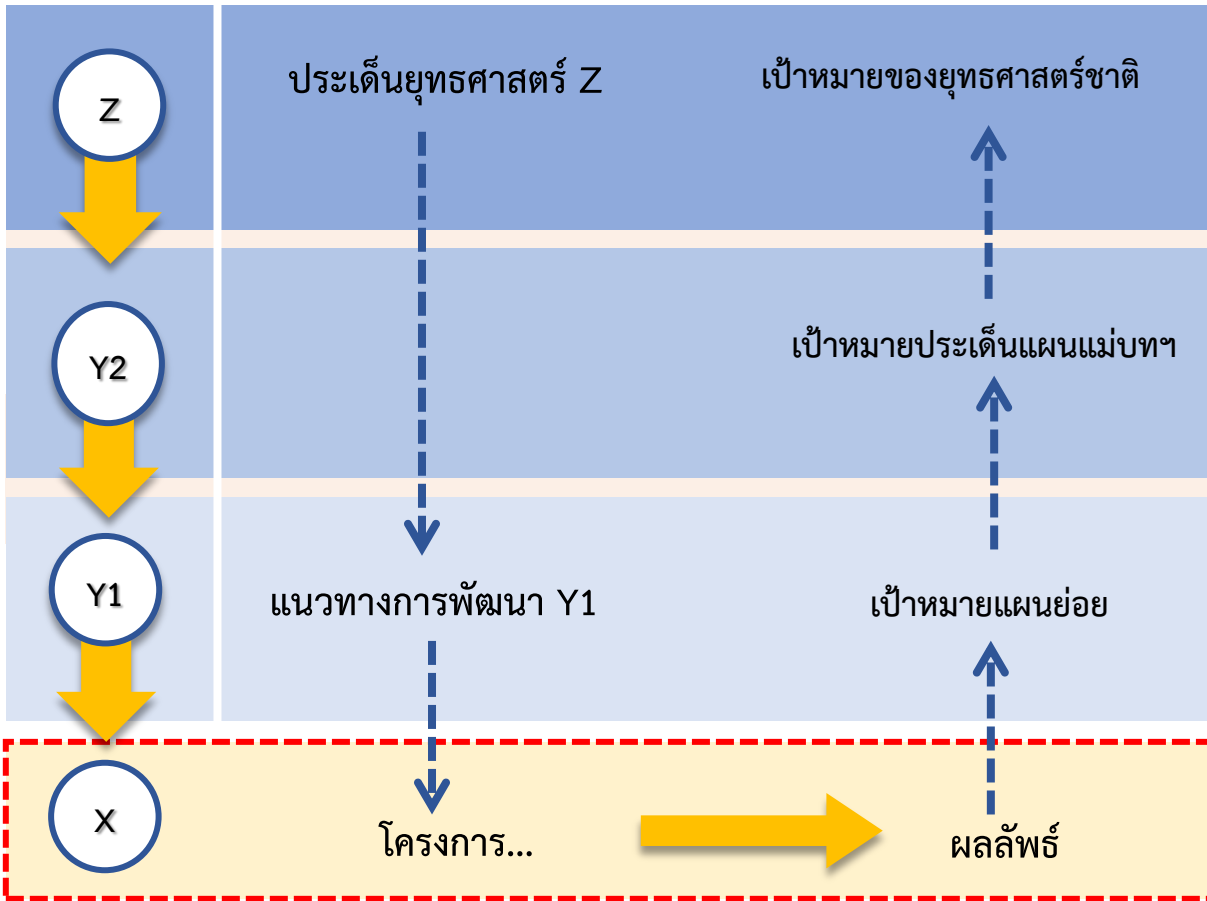 Z
ประเด็นยุทธศาสตร์ Z
เป้าหมายของยุทธศาสตร์ชาติ
Y2
เป้าหมายประเด็นแผนแม่บทฯ
Y1
แนวทางการพัฒนา Y1
เป้าหมายแผนย่อย
X
โครงการ...
ผลลัพธ์